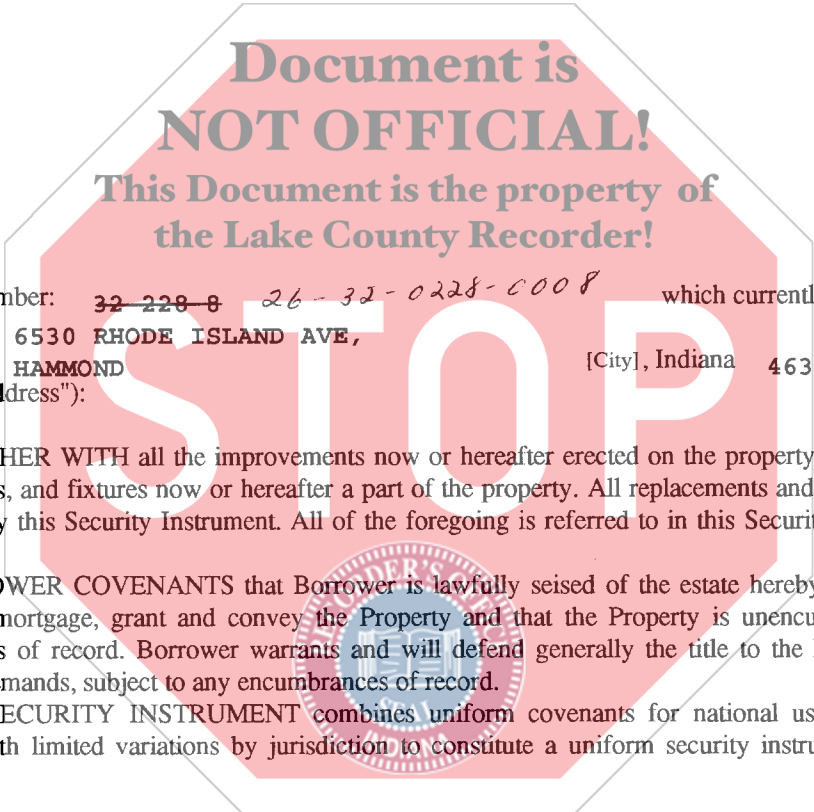 Document is
NOT OFFICIAL!
This Document is the property of
the Lake County Recorder!
mber: 32-228-8 26-32-0228-0008 which currentl
6530 RHODE ISLAND AVE,
HAMMOND [City], Indiana 463
ddress"):
HER WITH all the improvements now or hereafter erected on the property
s, and fixtures now or hereafter a part of the property. All replacements and
y this Security Instrument. All of the foregoing is referred to in this Securit
OWER COVENANTS that Borrower is lawfully seised of the estate hereby
mortgage, grant and convey the Property and that the Property is unencu
s of record. Borrower warrants and will defend generally the title to the
mands, subject to any encumbrances of record.
ECURITY INSTRUMENT combines uniform covenants for national us
th limited variations by jurisdiction to constitute a uniform security instru
STOP
RECORDER'S OFFICE
SEAL
INDIANA